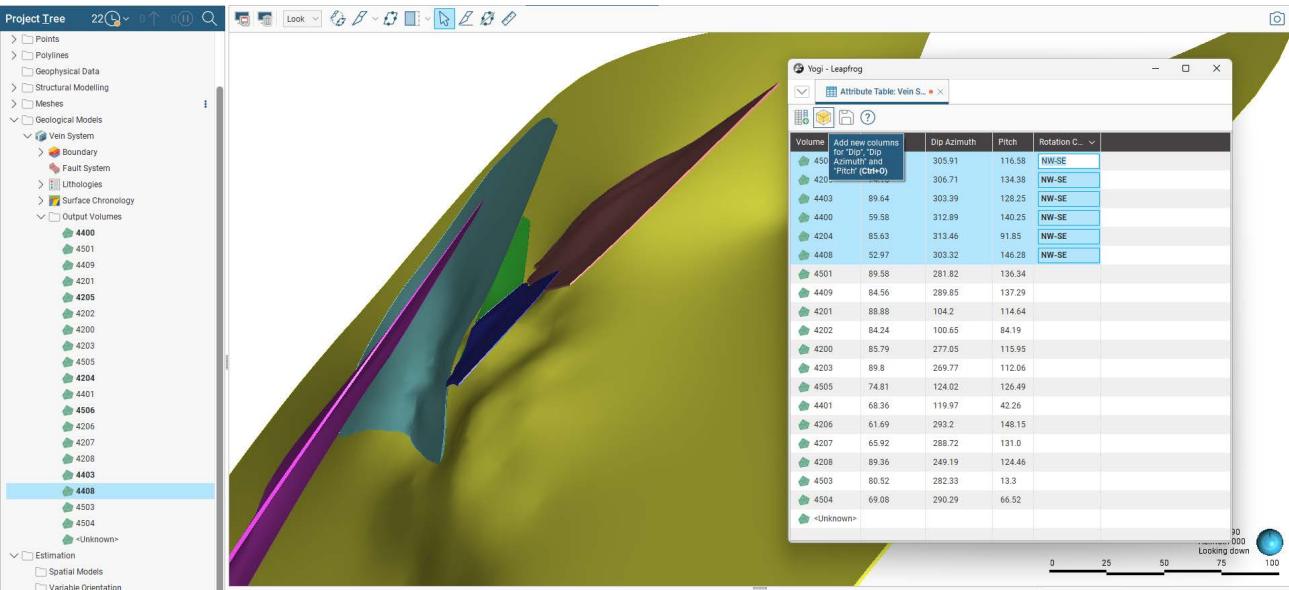 Project Tree 22 0 0 Look
Points
Polylines
Geophysical Data
Structural Modelling
Meshes
Geological Models
Vein System
Boundary
Fault System
Lithologies
Surface Chronology
Output Volumes
4400
4501
4409
4201
4205
4202
4200
4203
4505
4204
4401
4506
4206
4207
4208
4403
4408
4503
4504
<Unknown>
Estimation
Spatial Models
Variable Orientation
Yogi - Leapfrog
Attribute Table: Vein S...
Volume Dip Azimuth Pitch Rotation C...
Add new columns
for "Dip", "Dip
Azimuth" and
"Pitch" (Ctrl+0)
450 305.91 116.58 NW-SE
420 306.71 134.38 NW-SE
4403 89.64 303.39 128.25 NW-SE
4400 59.58 312.89 140.25 NW-SE
4204 85.63 313.46 91.85 NW-SE
4408 52.97 303.32 146.28 NW-SE
4501 89.58 281.82 136.34
4409 84.56 289.85 137.29
4201 88.88 104.2 114.64
4202 84.24 100.65 84.19
4200 85.79 277.05 115.95
4203 89.8 269.77 112.06
4505 74.81 124.02 126.49
4401 68.36 119.97 42.26
4206 61.69 293.2 148.15
4207 65.92 288.72 131.0
4208 89.36 249.19 124.46
4503 80.52 282.33 13.3
4504 69.08 290.29 66.52
<Unknown>
Looking down
0 25 50 75 100